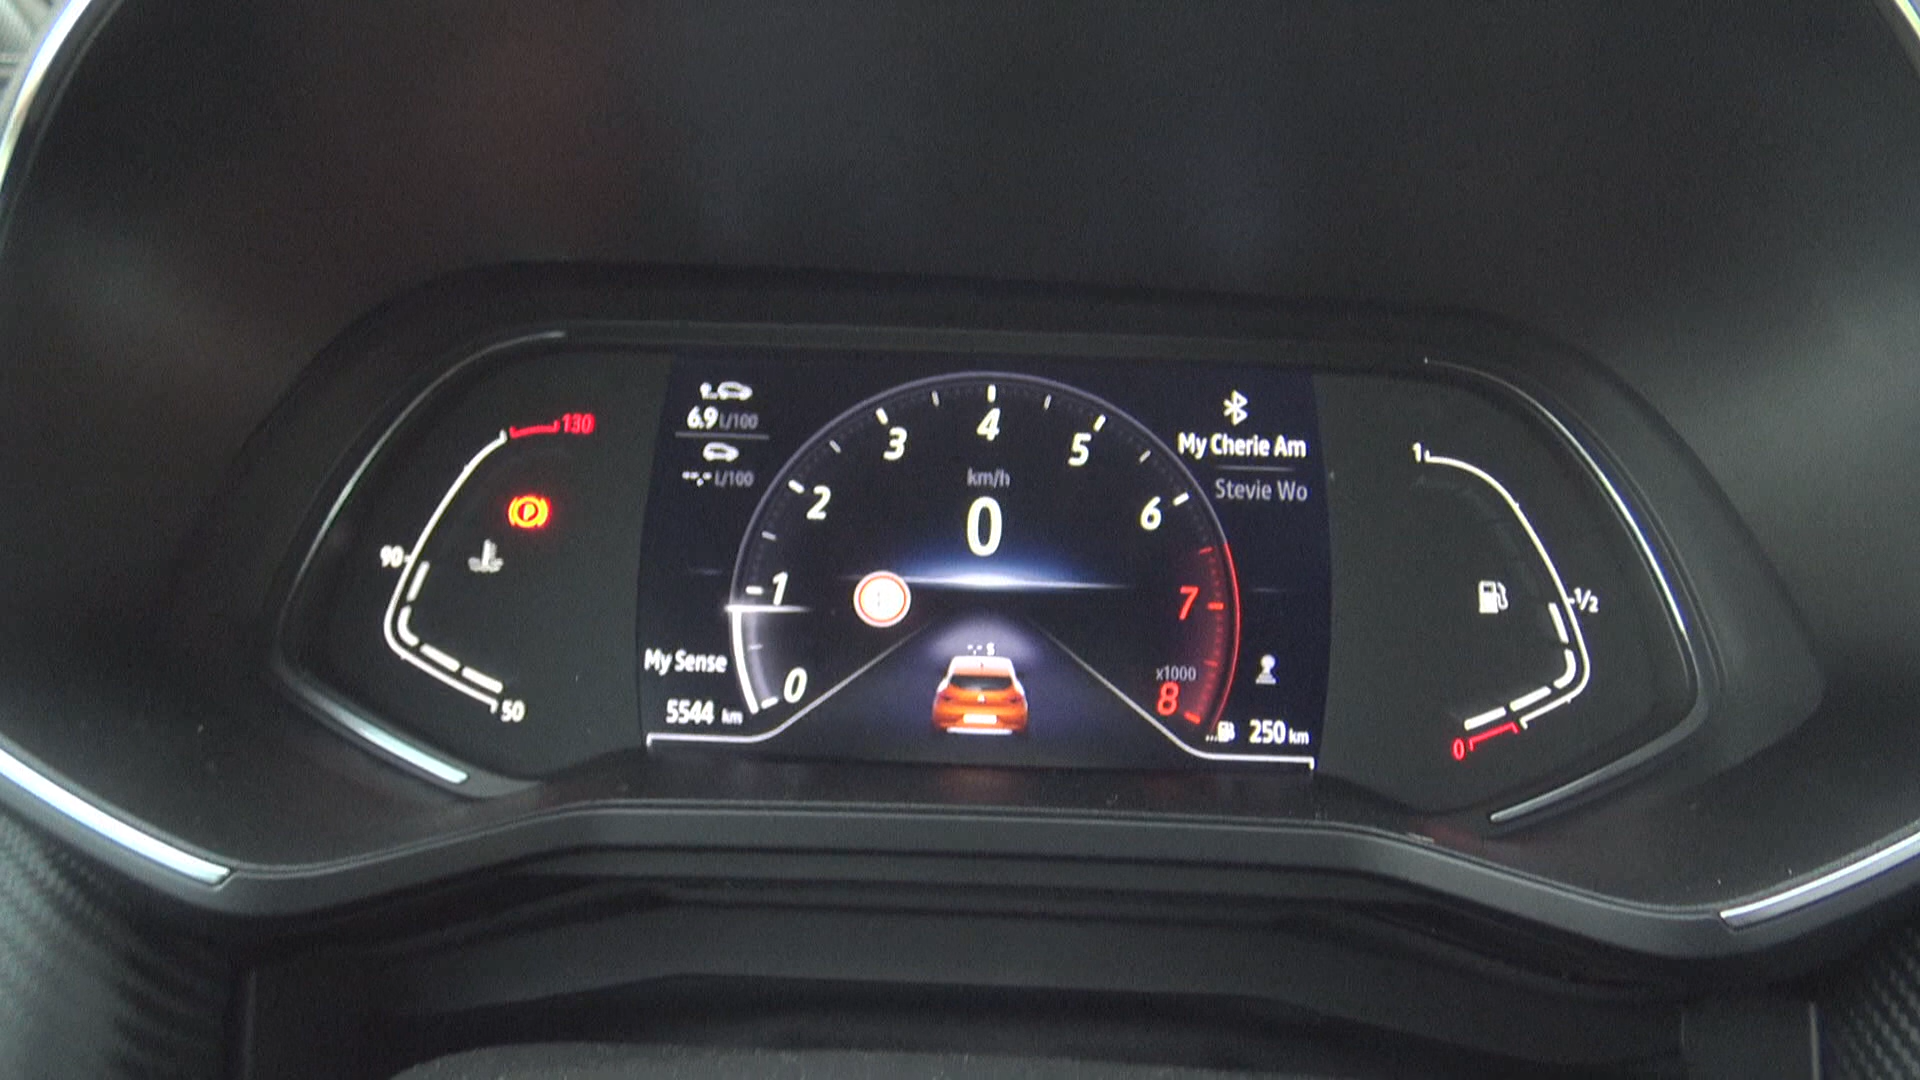 130
P
90
50
6.9 L/100
--.- L/100
My Sense
5544 km
0
1
2
3
4
5
6
7
8
x1000
km/h
0
-.- S
My Cherie Am
Stevie Wo
...
250 km
1
1/2
0